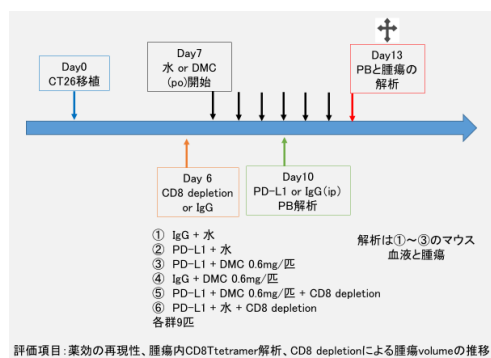 Day0
CT26移植
Day7
水 or DMC
(po)開始
Day13
PBと腫瘍の
解析
Day 6
CD8 depletion
or IgG
Day10
PD-L1 or IgG(ip)
PB解析
① IgG + 水
② PD-L1 + 水
③ PD-L1 + DMC 0.6mg/匹
④ IgG + DMC 0.6mg/匹
⑤ PD-L1 + DMC 0.6mg/匹 + CD8 depletion
⑥ PD-L1 + 水 + CD8 depletion
各群9匹
解析は①～③のマウス
血液と腫瘍
評価項目：薬効の再現性、腫瘍内CD8Ttetramer解析、CD8 depletionによる腫瘍volumeの推移